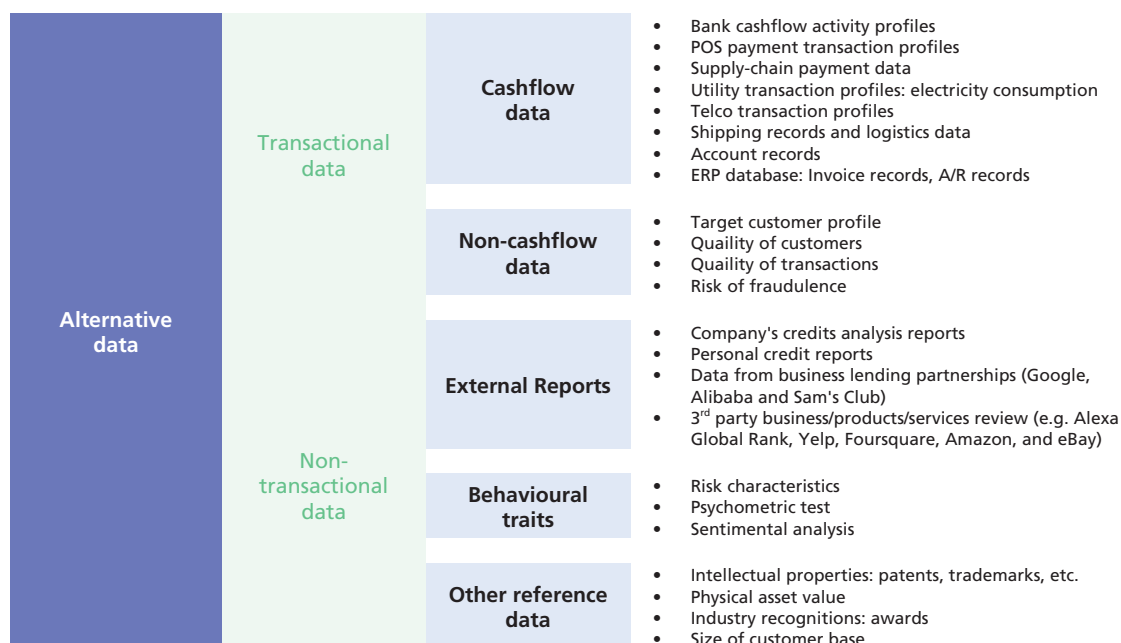 Alternative
data
Transactional
data
Cashflow
data
• Bank cashflow activity profiles
• POS payment transaction profiles
• Supply-chain payment data
• Utility transaction profiles: electricity consumption
• Telco transaction profiles
• Shipping records and logistics data
• Account records
• ERP database: Invoice records, A/R records
Non-cashflow
data
• Target customer profile
• Quaility of customers
• Quaility of transactions
• Risk of fraudulence
Non-
transactional
data
External Reports
• Company's credits analysis reports
• Personal credit reports
• Data from business lending partnerships (Google,
Alibaba and Sam's Club)
• 3rd party business/products/services review (e.g. Alexa
Global Rank, Yelp, Foursquare, Amazon, and eBay)
Behavioural
traits
• Risk characteristics
• Psychometric test
• Sentimental analysis
Other reference
data
• Intellectual properties: patents, trademarks, etc.
• Physical asset value
• Industry recognitions: awards
• Size of customer base